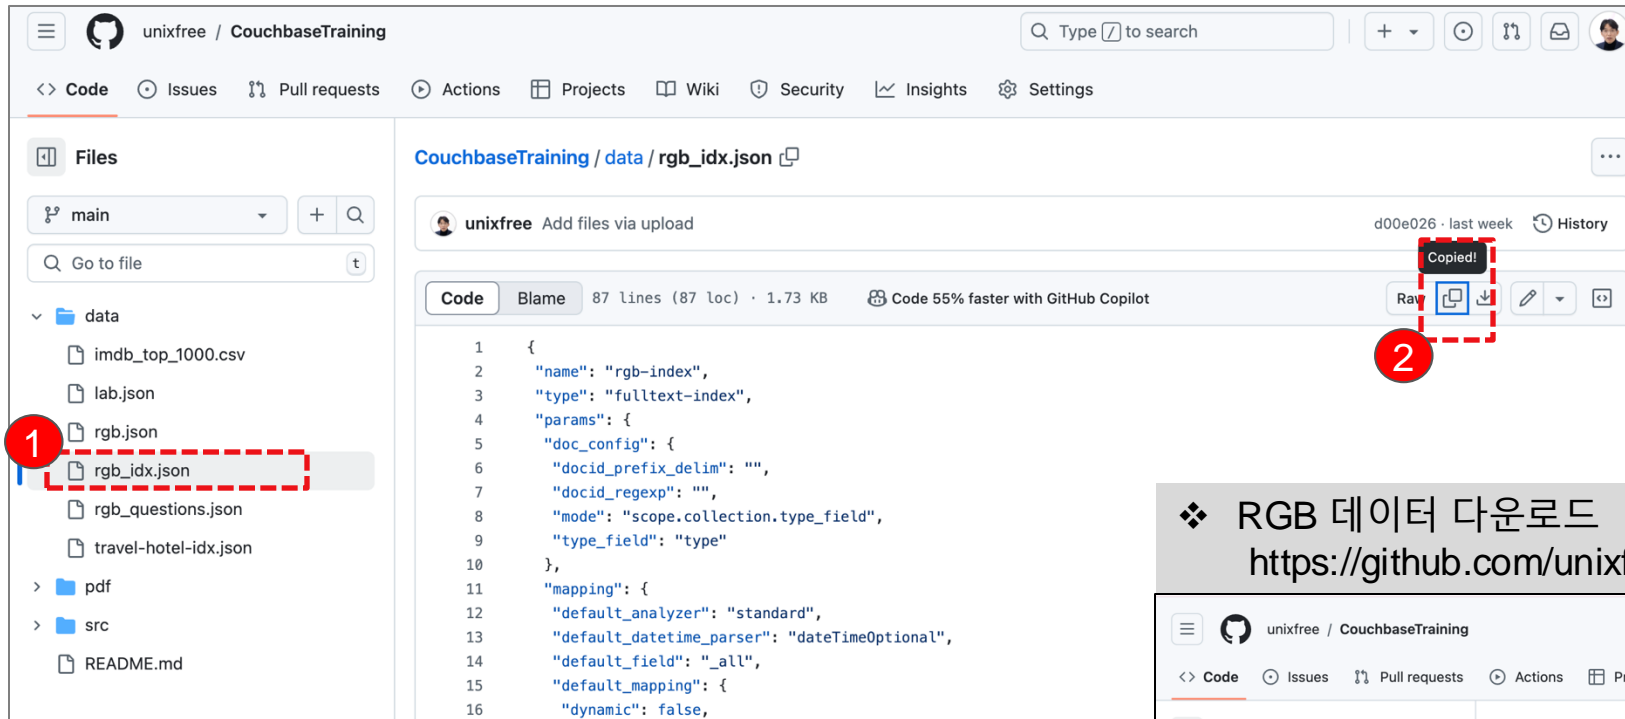 unixfree / CouchbaseTraining
Type / to search
Code Issues Pull requests Actions Projects Wiki Security Insights Settings
Files
CouchbaseTraining / data / rgb_idx.json
main
unixfree Add files via upload
d00e026 · last week History
Go to file t
Copied!
Code Blame 87 lines (87 loc) · 1.73 KB Code 55% faster with GitHub Copilot
Raw
data
imdb_top_1000.csv
lab.json
1
rgb.json
rgb_idx.json
rgb_questions.json
travel-hotel-idx.json
pdf
src
README.md
2
1 {
2 "name": "rgb-index",
3 "type": "fulltext-index",
4 "params": {
5 "doc_config": {
6 "docid_prefix_delim": "",
7 "docid_regexp": "",
8 "mode": "scope.collection.type_field",
9 "type_field": "type"
10 },
11 "mapping": {
12 "default_analyzer": "standard",
13 "default_datetime_parser": "dateTimeOptional",
14 "default_field": "_all",
15 "default_mapping": {
16 "dynamic": false,
❖ RGB 데이터 다운로드
https://github.com/unixf
unixfree / CouchbaseTraining
Code Issues Pull requests Actions